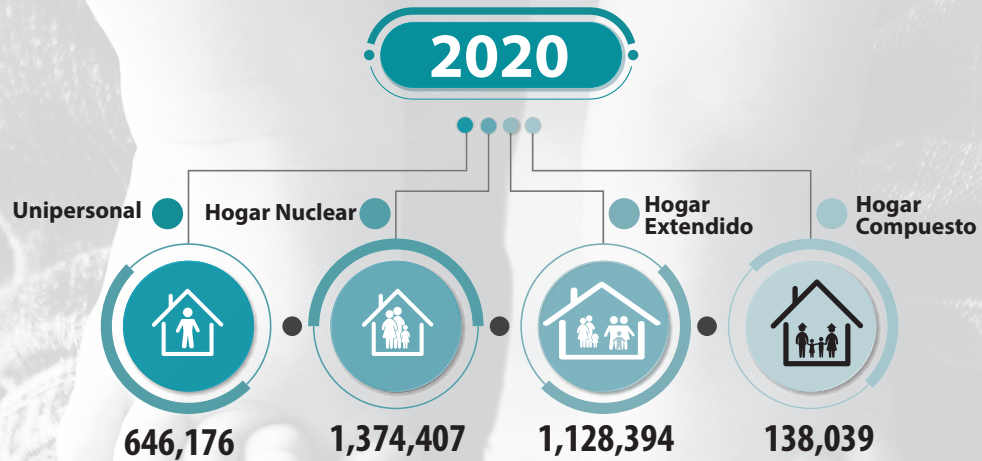 2020
Unipersonal
Hogar Nuclear
Hogar
Extendido
Hogar
Compuesto
646,176
1,374,407
1,128,394
138,039